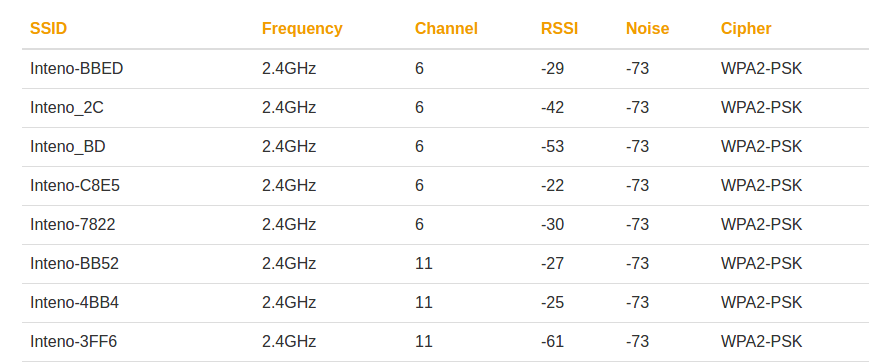 SSID Frequency Channel RSSI Noise Cipher
Inteno-BBED 2.4GHz 6 -29 -73 WPA2-PSK
Inteno_2C 2.4GHz 6 -42 -73 WPA2-PSK
Inteno_BD 2.4GHz 6 -53 -73 WPA2-PSK
Inteno-C8E5 2.4GHz 6 -22 -73 WPA2-PSK
Inteno-7822 2.4GHz 6 -30 -73 WPA2-PSK
Inteno-BB52 2.4GHz 11 -27 -73 WPA2-PSK
Inteno-4BB4 2.4GHz 11 -25 -73 WPA2-PSK
Inteno-3FF6 2.4GHz 11 -61 -73 WPA2-PSK